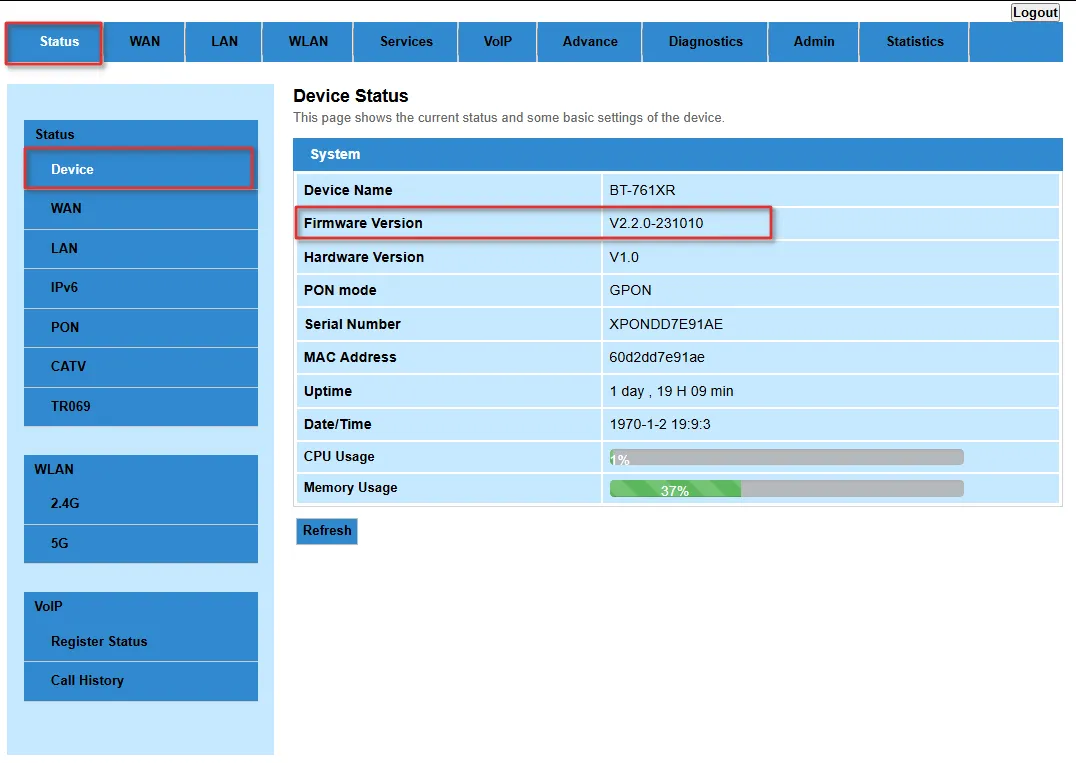 Logout
Status WAN LAN WLAN Services VoIP Advance Diagnostics Admin Statistics
Status
Device
WAN
LAN
IPv6
PON
CATV
TR069
WLAN
2.4G
5G
VoIP
Register Status
Call History
Device Status
This page shows the current status and some basic settings of the device.
System
Device Name BT-761XR
Firmware Version V2.2.0-231010
Hardware Version V1.0
PON mode GPON
Serial Number XPONDD7E91AE
MAC Address 60d2dd7e91ae
Uptime 1 day , 19 H 09 min
Date/Time 1970-1-2 19:9:3
CPU Usage 1%
Memory Usage 37%
Refresh